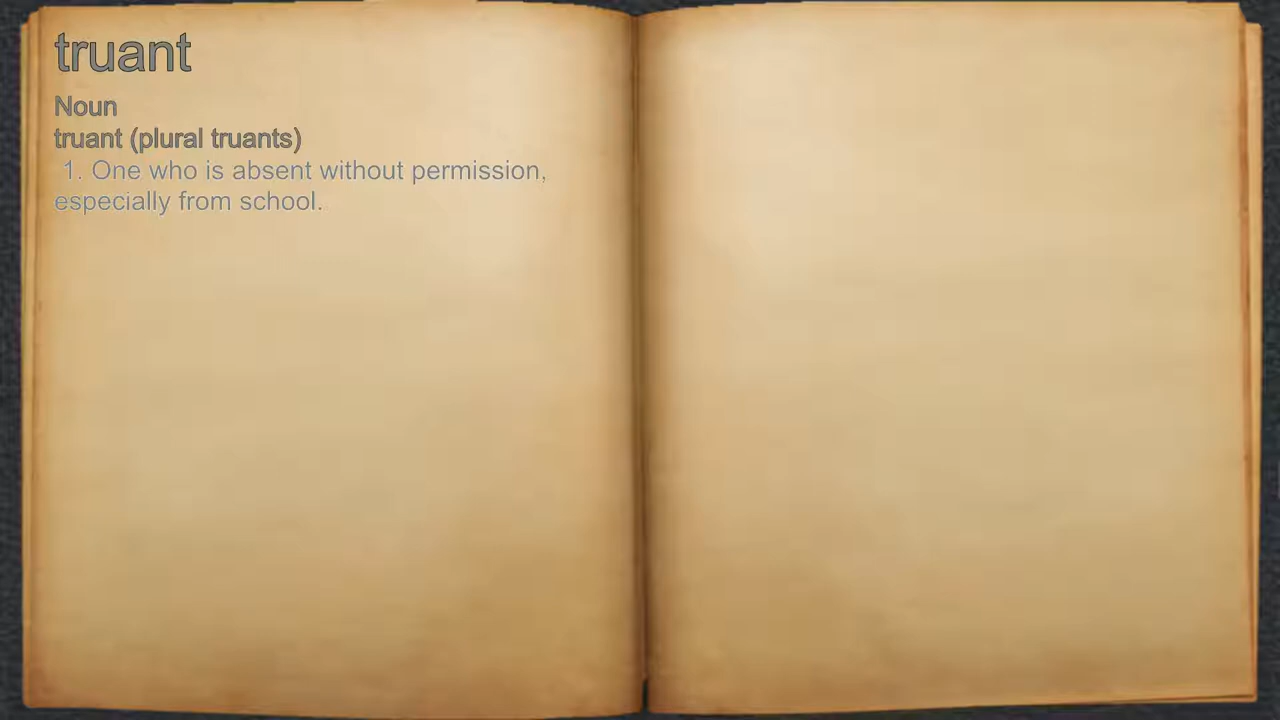 truant
Noun
truant (plural truants)
1. One who is absent without permission,
especially from school.